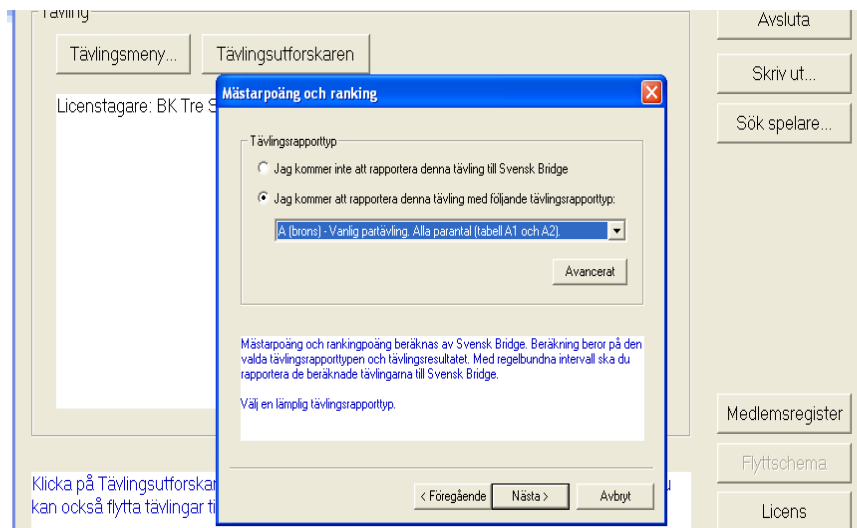 Tävling
Avsluta
Tävlingsmeny...
Tävlingsutforskaren
Skriv ut...
Mästarpoäng och ranking
Licenstagare: BK Tre S
Sök spelare...
Tävlingsrapporttyp
Jag kommer inte att rapportera denna tävling till Svensk Bridge
Jag kommer att rapportera denna tävling med följande tävlingsrapporttyp:
A (brons) - Vanlig partävling. Alla parantal (tabell A1 och A2).
Avancerat
Mästarpoäng och rankingpoäng beräknas av Svensk Bridge. Beräkning beror på den
valda tävlingsrapporttypen och tävlingsresultatet. Med regelbundna intervall ska du
rapportera de beräknade tävlingarna till Svensk Bridge.
Välj en lämplig tävlingsrapporttyp.
Medlemsregister
Flyttschema
Klicka på Tävlingsutforskar
kan också flytta tävlingar ti
< Föregående
Nästa >
Avbryt
Licens